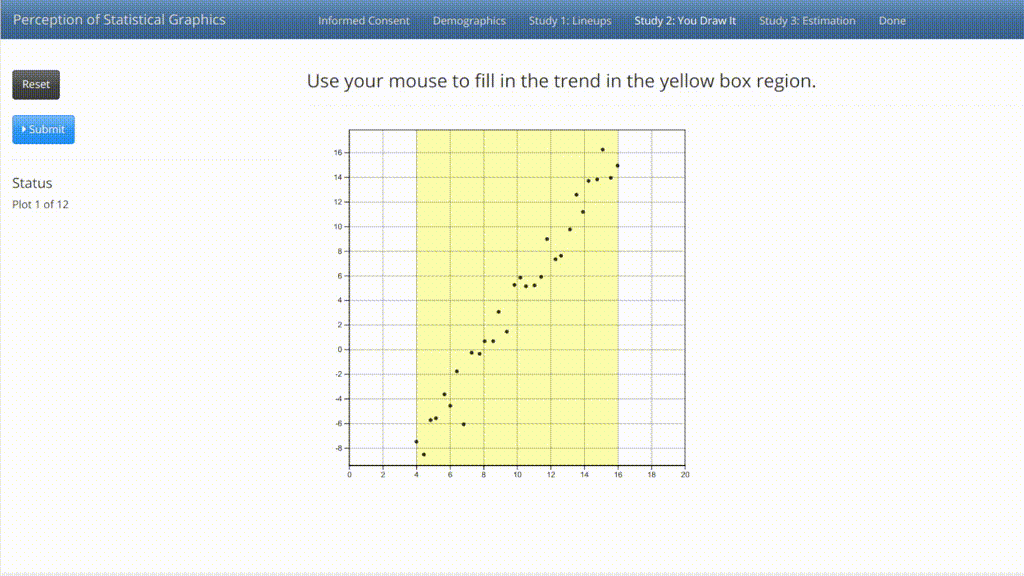 Perception of Statistical Graphics
Informed Consent Demographics Study 1: Lineups Study 2: You Draw It Study 3: Estimation Done
Reset
Submit
Status
Plot 1 of 12
Use your mouse to fill in the trend in the yellow box region.
16
14
12
10
8
6
4
2
0
-2
-4
-6
-8
0 2 4 6 8 10 12 14 16 18 20